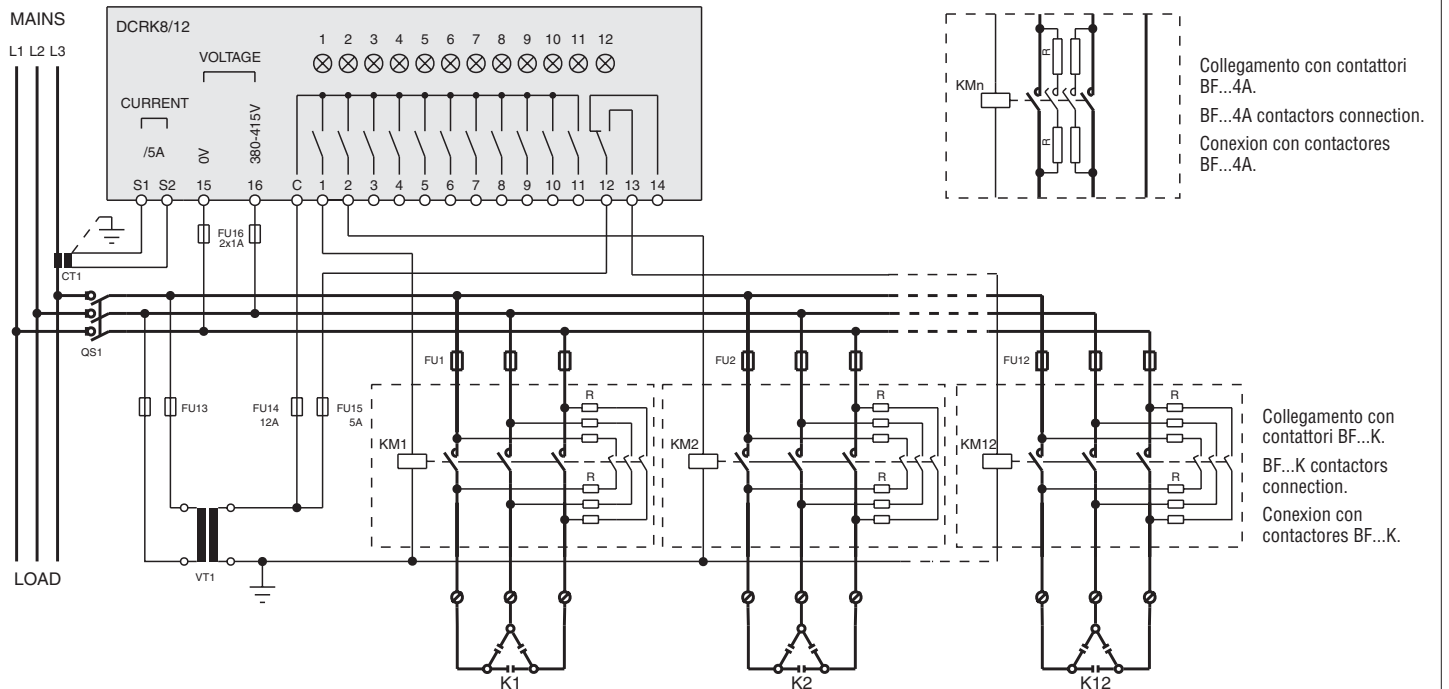 MAINS
L1 L2 L3
DCRK8/12
VOLTAGE
CURRENT
/5A
0V
380-415V
1 2 3 4 5 6 7 8 9 10 11 12
S1 S2 15 16 C 1 2 3 4 5 6 7 8 9 10 11 12 13 14
KMn
R
R
Collegamento con contattori
BF...4A.
BF...4A contactors connection.
Conexion con contactores
BF...4A.
FU16
2x1A
CT1
QS1
FU1
FU2
FU12
FU13
FU14
12A
FU15
5A
R
R
R
KM1
KM2
KM12
R
R
R
Collegamento con
contattori BF...K.
BF...K contactors
connection.
Conexion con
contactores BF...K.
LOAD
VT1
K1
K2
K12